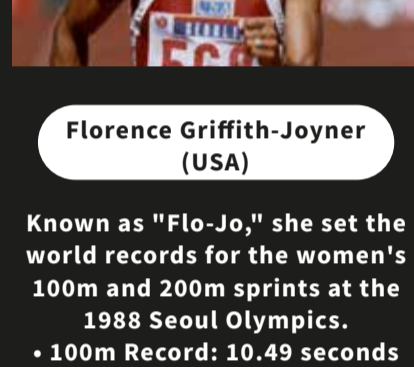 Florence Griffith-Joyner
(USA)
Known as "Flo-Jo," she set the
world records for the women's
100m and 200m sprints at the
1988 Seoul Olympics.
• 100m Record: 10.49 seconds